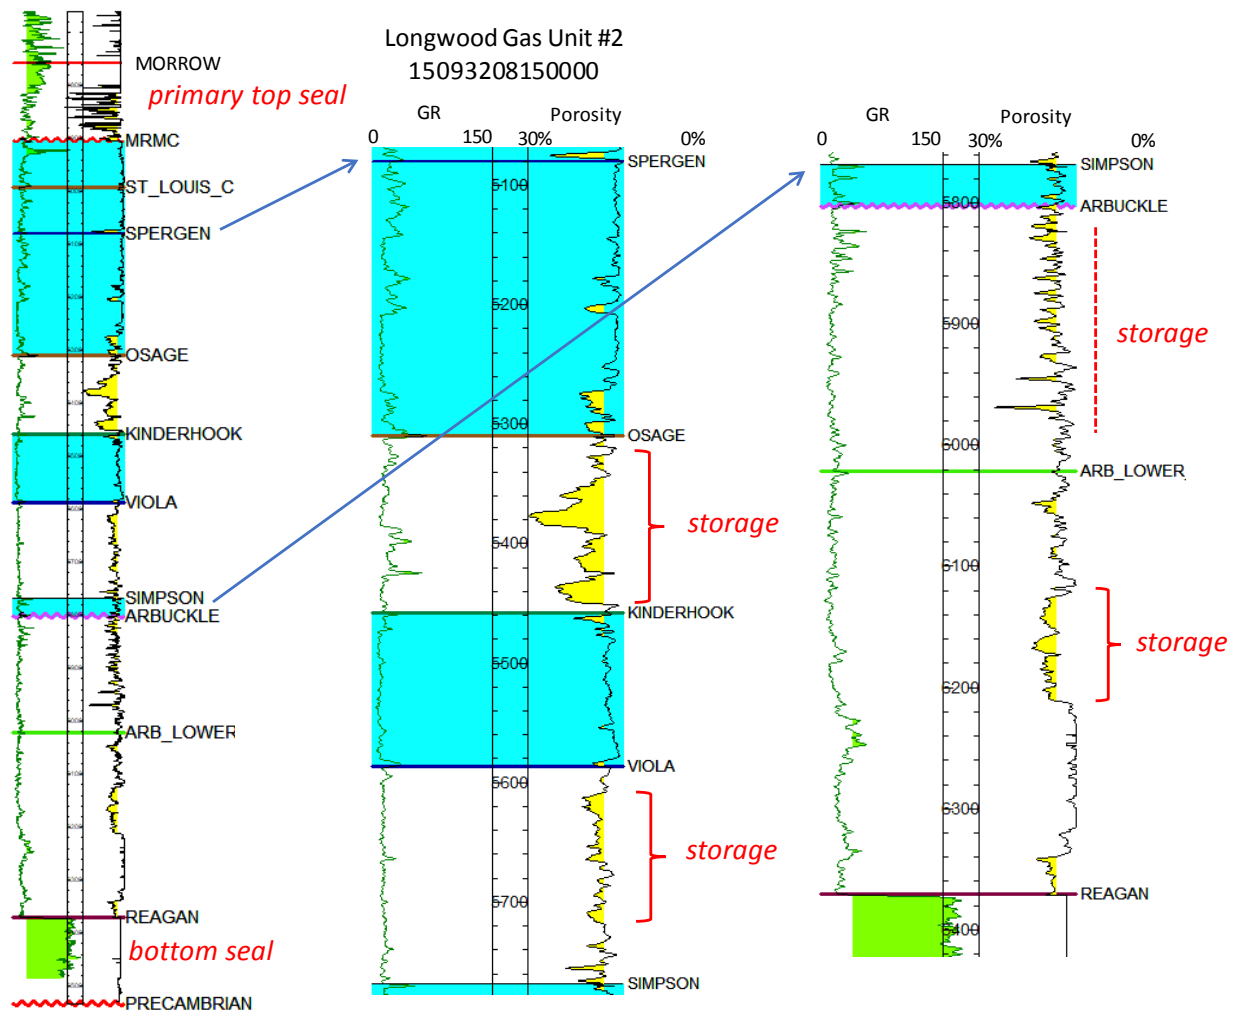 Longwood Gas Unit #2
15093208150000
MORROW
primary top seal
MRMC
ST_LOUIS_C
SPERGEN
OSAGE
KINDERHOOK
VIOLA
SIMPSON
ARBUCKLE
ARB_LOWER
REAGAN
bottom seal
PRECAMBRIAN
GR Porosity
0 150 30% 0%
SPERGEN
5100
5200
5300
OSAGE
5400
storage
KINDERHOOK
5500
VIOLA
5600
storage
5700
SIMPSON
GR Porosity
0 150 30% 0%
SIMPSON
5800
ARBUCKLE
5900
storage
6000
ARB_LOWER
6100
storage
6200
6300
REAGAN
6400